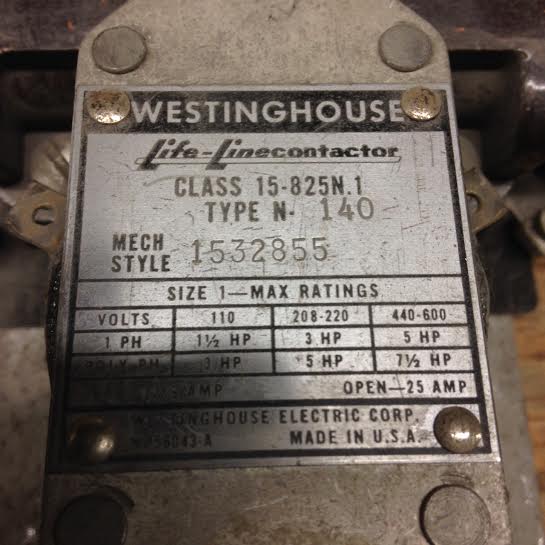 WESTINGHOUSE
Life-Linecontactor
CLASS 15-825N.1
TYPE N- 140
MECH STYLE 1532855
SIZE 1—MAX RATINGS
VOLTS 110 208-220 440-600
1 PH 1½ HP 3 HP 5 HP
POLY PH 3 HP 5 HP 7½ HP
AMP OPEN—25 AMP
WESTINGHOUSE ELECTRIC CORP.
MADE IN U.S.A.